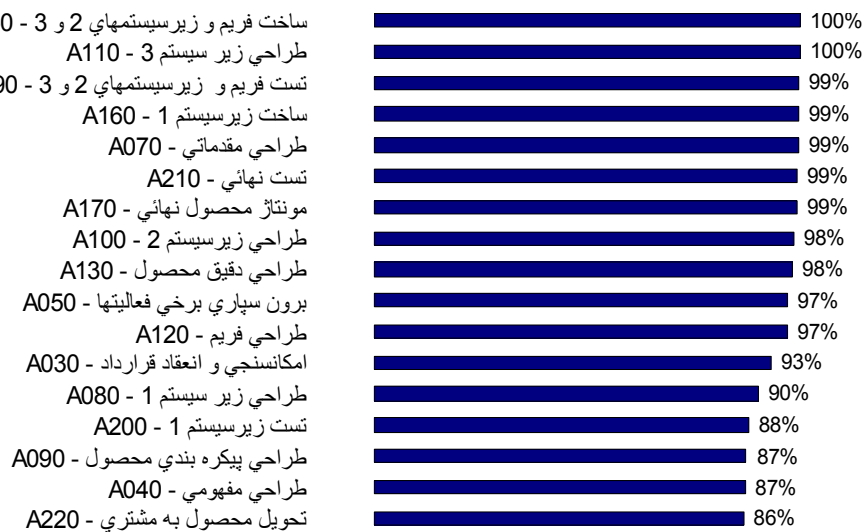 ساخت فريم و زيرسيستمهاي 2 و 3 - 0
100%
طراحي زير سيستم 3 - A110
100%
تست فريم و زيرسيستمهاي 2 و 3 - 90
99%
ساخت زيرسيستم 1 - A160
99%
طراحي مقدماتي - A070
99%
تست نهائي - A210
99%
مونتاژ محصول نهائي - A170
99%
طراحي زيرسيستم 2 - A100
98%
طراحي دقيق محصول - A130
98%
برون سپاري برخي فعاليتها - A050
97%
طراحي فريم - A120
97%
امكانسنجي و انعقاد قرارداد - A030
93%
طراحي زير سيستم 1 - A080
90%
تست زيرسيستم 1 - A200
88%
طراحي پيكره بندي محصول - A090
87%
طراحي مفهومي - A040
87%
تحويل محصول به مشتري - A220
86%